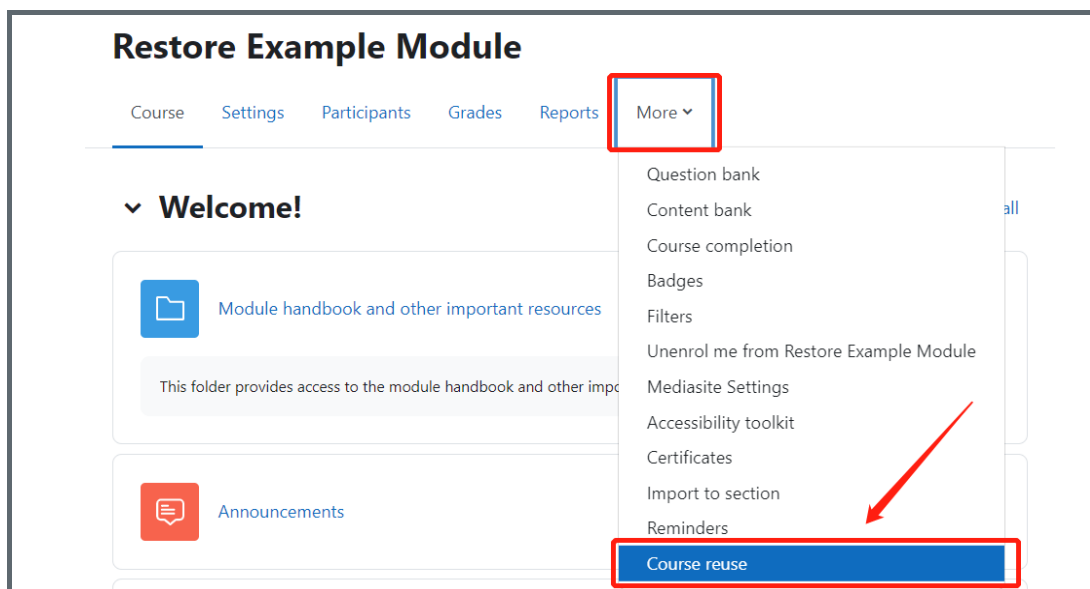 Restore Example Module
Course Settings Participants Grades Reports More
Question bank
Welcome!
Content bank
all
Course completion
Badges
Module handbook and other important resources
Filters
Unenrol me from Restore Example Module
This folder provides access to the module handbook and other impo
Mediasite Settings
Accessibility toolkit
Certificates
Import to section
Announcements
Reminders
Course reuse